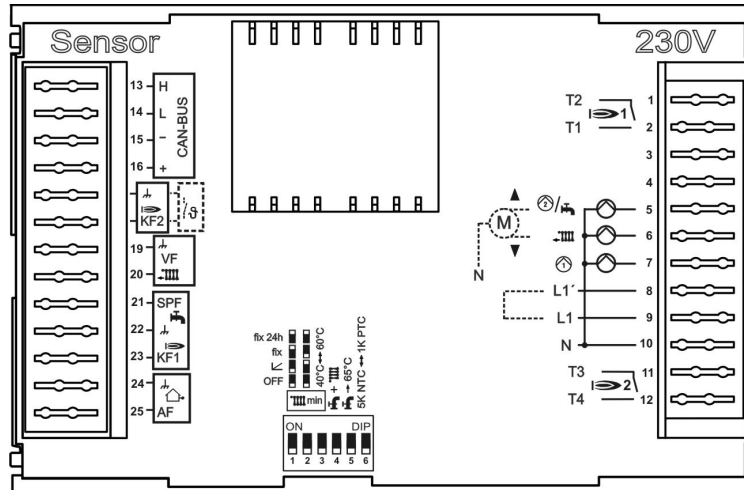 Sensor
230V
13 H
14 L
15 −
16 +
CAN-BUS
KF2
ϑ
19
VF
20
21 SPF
22
23 KF1
24
25 AF
fix 24h
fix
OFF
40°C ↔ 60°C
min
+
→ 65°C
5K NTC ↔ 1K PTC
ON DIP
1 2 3 4 5 6
T2 1
1
T1 2
3
4
2 / 5
M
6
N
1 7
L1´ 8
L1 9
N 10
T3 11
2
T4 12